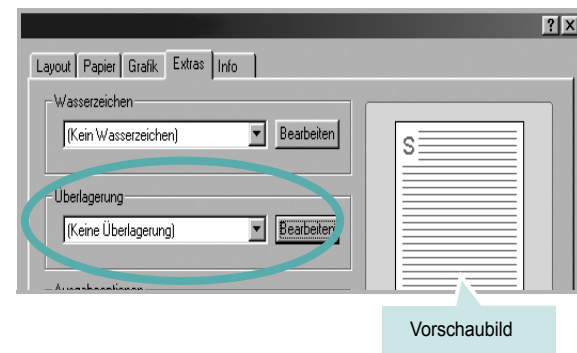 ? ×
Layout Papier Grafik Extras Info
Wasserzeichen
(Kein Wasserzeichen) Bearbeiten
S
Überlagerung
(Keine Überlagerung) Bearbeiten
Vorschaubild